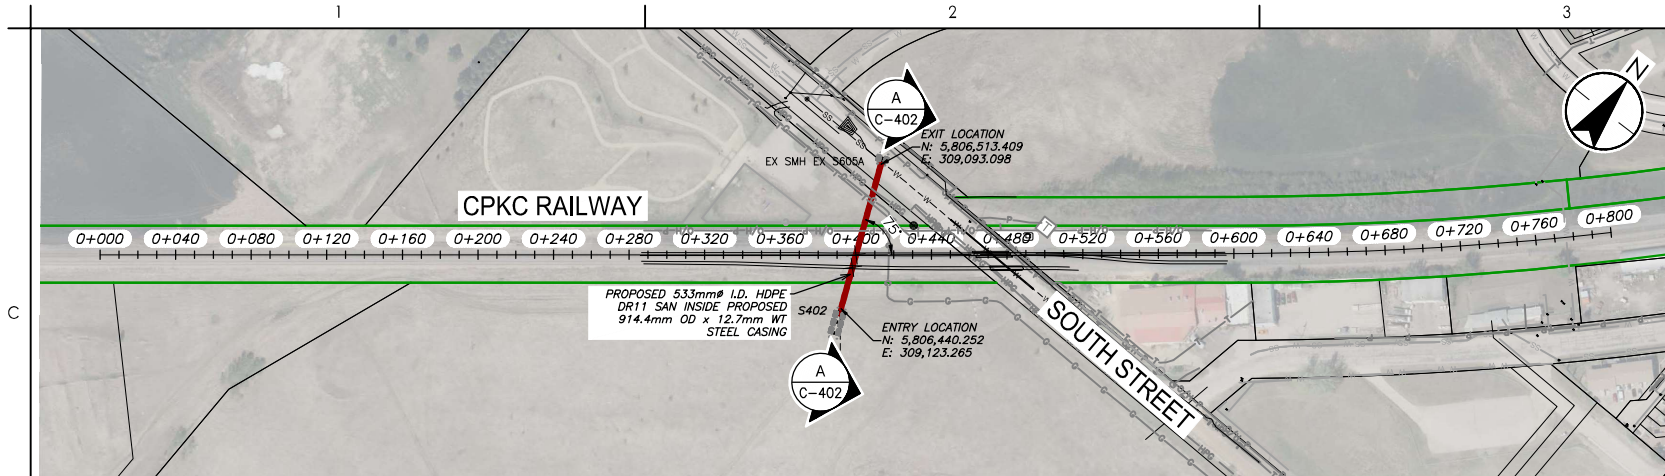 1
2
3
C
N
A
C-402
EXIT LOCATION
N: 5,806,513.409
E: 309,093.098
EX SMH EX S605A
CPKC RAILWAY
0+000
0+040
0+080
0+120
0+160
0+200
0+240
0+280
0+320
0+360
0+400
0+440
0+480
0+520
0+560
0+600
0+640
0+680
0+720
0+760
0+800
75°
PROPOSED 533mmø I.D. HDPE
DR11 SAN INSIDE PROPOSED
914.4mm OD x 12.7mm WT
STEEL CASING
S402
ENTRY LOCATION
N: 5,806,440.252
E: 309,123.265
A
C-402
SOUTH STREET